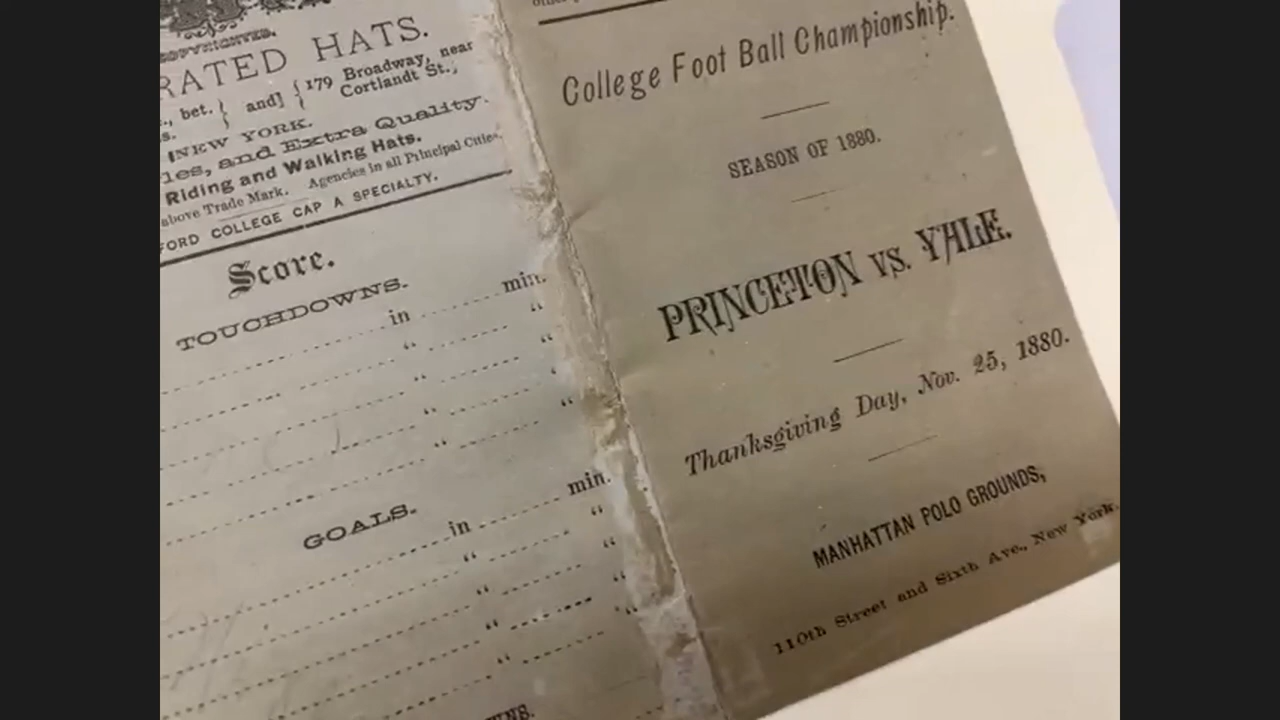 COPYRIGHTED.
RATED HATS.
., bet. } and] { 179 Broadway, near
s. Cortlandt St.,
NEW YORK.
les, and Extra Quality.
Riding and Walking Hats.
above Trade Mark. Agencies in all Principal Cities.
FORD COLLEGE CAP A SPECIALTY.
Score.
TOUCHDOWNS.
in min.
“ “
“ “
“ “
“ “
GOALS.
in min.
“ “
“ “
“ “
“ “
College Foot Ball Championship.
SEASON OF 1880.
PRINCETON VS. YALE.
Thanksgiving Day, Nov. 25, 1880.
MANHATTAN POLO GROUNDS,
110th Street and Sixth Ave., New York.